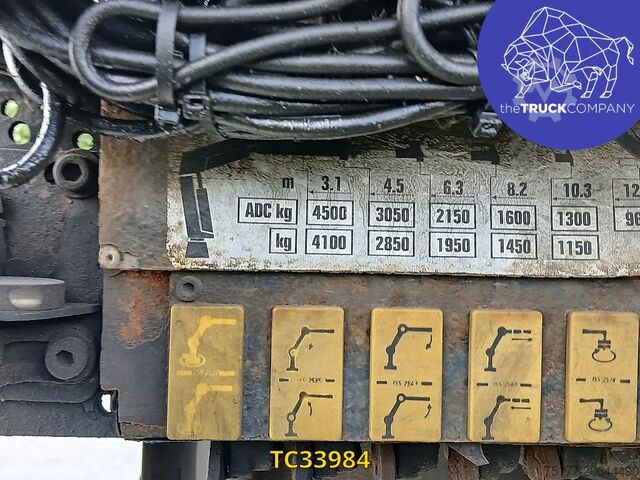 theTRUCKCOMPANY
m 3.1 4.5 6.3 8.2 10.3
ADC kg 4500 3050 2150 1600 1300
kg 4100 2850 1950 1450 1150
TC33984